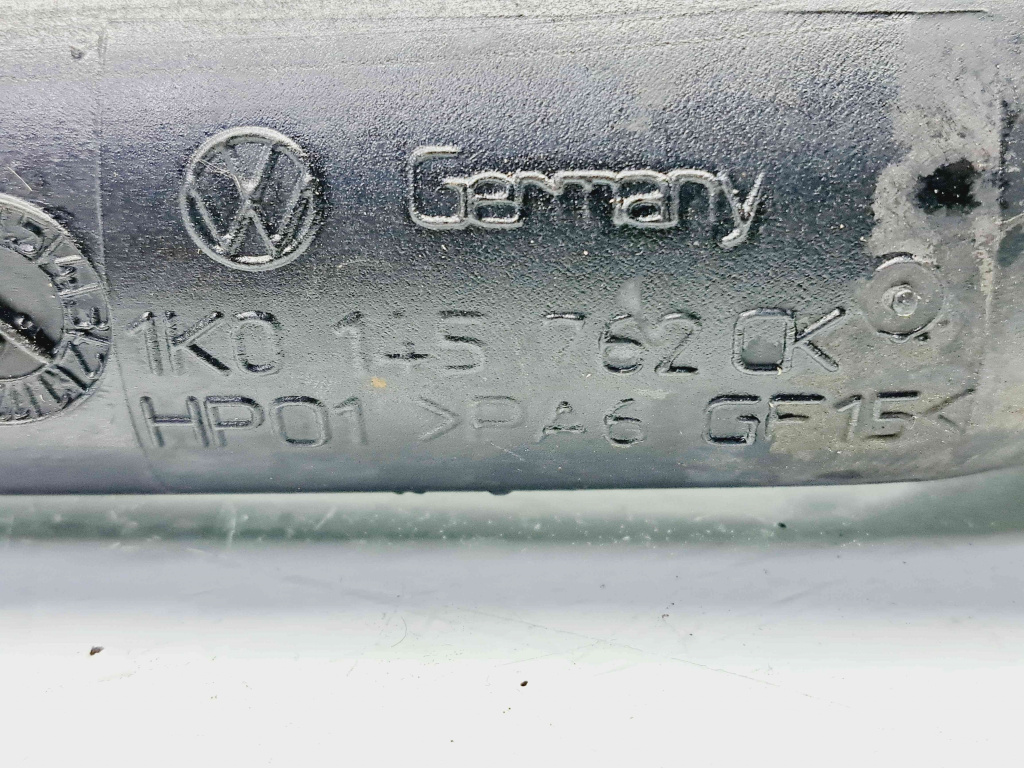 Germany
1K0 145 762 CK
HP01 >PA6 GF15<